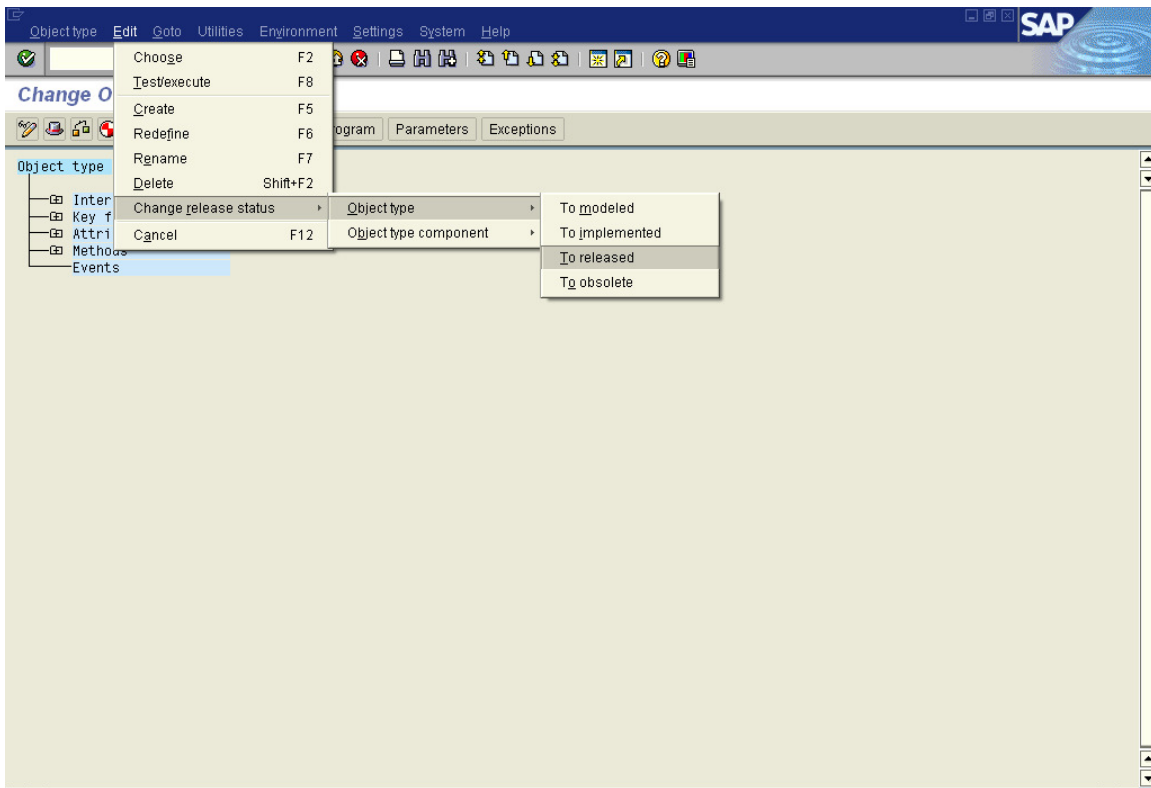 Object type Edit Goto Utilities Environment Settings System Help
SAP
Choose F2
Test/execute F8
Change O
Create F5
Redefine F6
ogram Parameters Exceptions
Rename F7
Object type
Delete Shift+F2
Inter
Change release status Object type To modeled
Key f
Attri
Cancel F12 Object type component To implemented
Methods
To released
Events
To obsolete